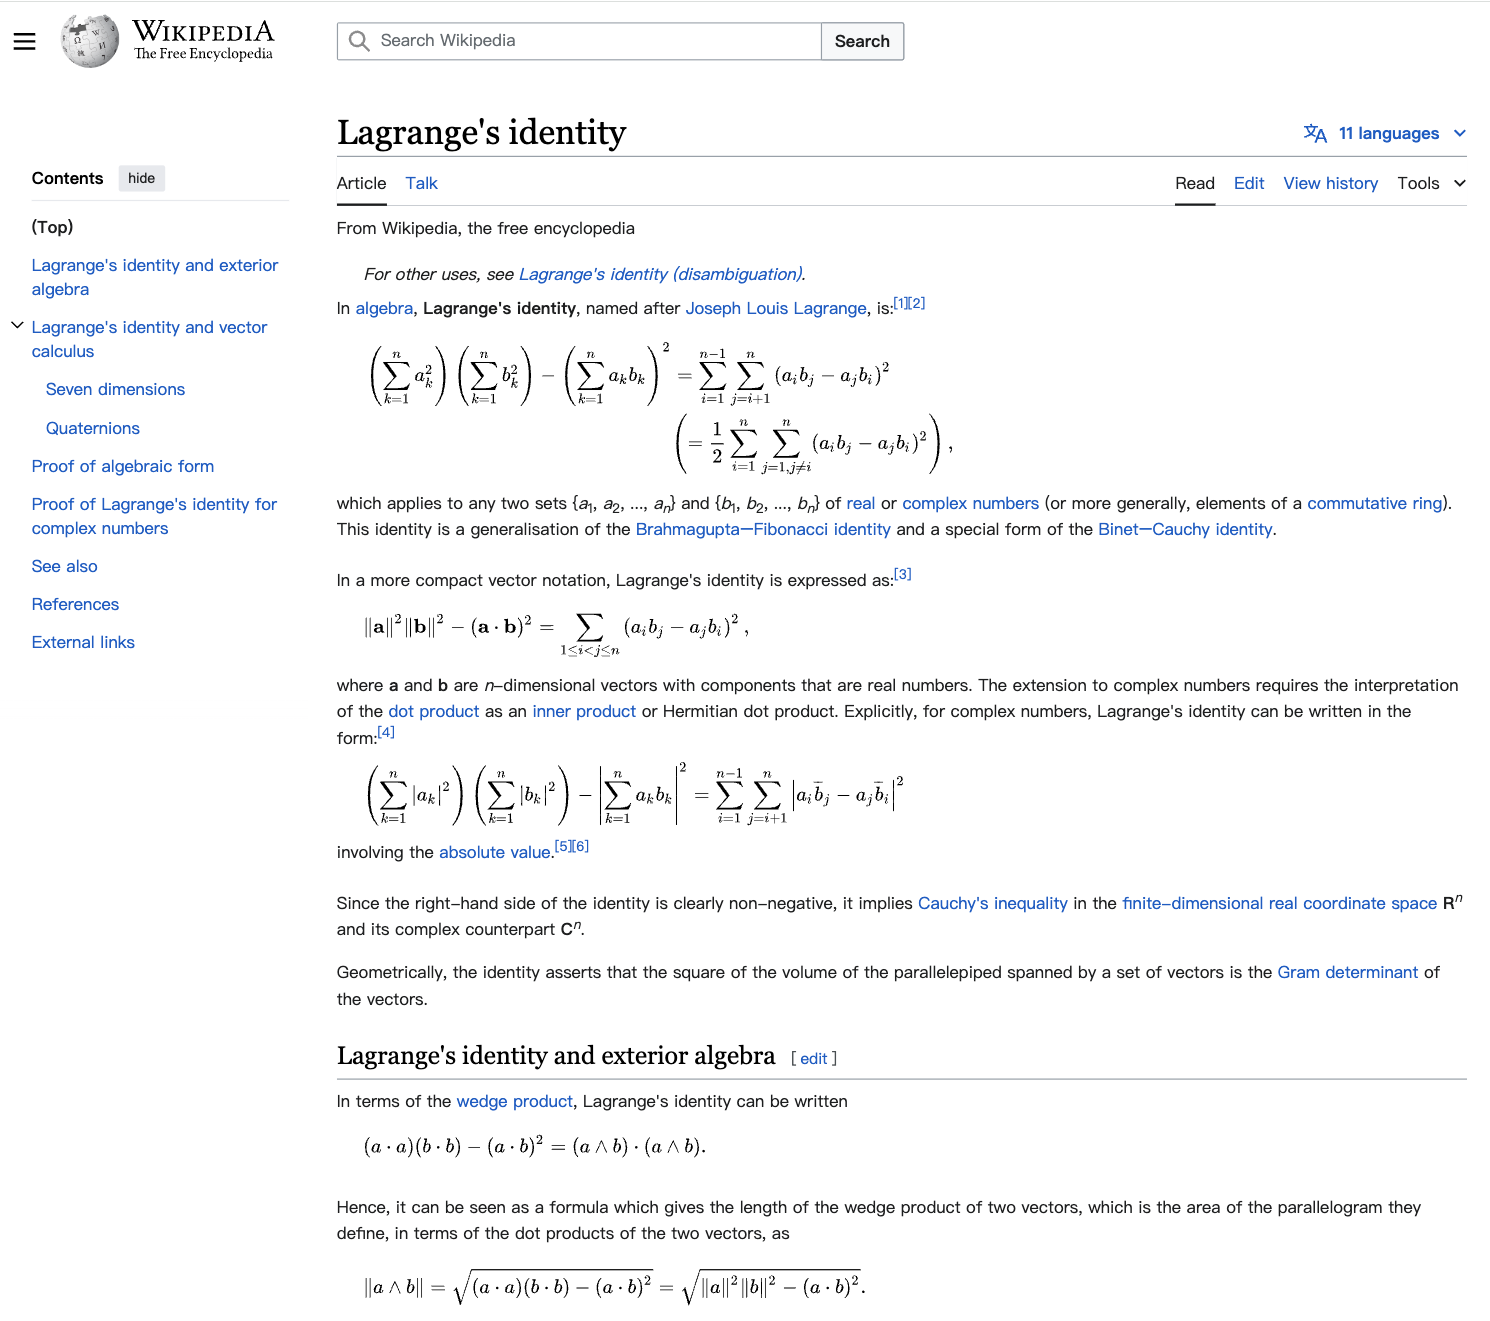 WIKIPEDIA
The Free Encyclopedia
Search Wikipedia
Search
Lagrange's identity
11 languages
Contents hide
(Top)
Lagrange's identity and exterior
algebra
Lagrange's identity and vector
calculus
Seven dimensions
Quaternions
Proof of algebraic form
Proof of Lagrange's identity for
complex numbers
See also
References
External links
Article Talk
Read Edit View history Tools
From Wikipedia, the free encyclopedia
For other uses, see Lagrange's identity (disambiguation).
In algebra, Lagrange's identity, named after Joseph Louis Lagrange, is:[1][2]
$\left(\sum_{k=1}^{n} a_k^2\right)\left(\sum_{k=1}^{n} b_k^2\right) - \left(\sum_{k=1}^{n} a_k b_k\right)^2 = \sum_{i=1}^{n-1} \sum_{j=i+1}^{n} (a_i b_j - a_j b_i)^2$
$\left(= \frac{1}{2} \sum_{i=1}^{n} \sum_{j=1, j\neq i}^{n} (a_i b_j - a_j b_i)^2\right),$
which applies to any two sets {a₁, a₂, ..., aₙ} and {b₁, b₂, ..., bₙ} of real or complex numbers (or more generally, elements of a commutative ring).
This identity is a generalisation of the Brahmagupta–Fibonacci identity and a special form of the Binet–Cauchy identity.
In a more compact vector notation, Lagrange's identity is expressed as:[3]
$\|\mathbf{a}\|^2 \|\mathbf{b}\|^2 - (\mathbf{a} \cdot \mathbf{b})^2 = \sum_{1 \le i < j \le n} (a_i b_j - a_j b_i)^2,$
where a and b are n-dimensional vectors with components that are real numbers. The extension to complex numbers requires the interpretation
of the dot product as an inner product or Hermitian dot product. Explicitly, for complex numbers, Lagrange's identity can be written in the
form:[4]
$\left(\sum_{k=1}^{n} |a_k|^2\right)\left(\sum_{k=1}^{n} |b_k|^2\right) - \left|\sum_{k=1}^{n} a_k b_k\right|^2 = \sum_{i=1}^{n-1} \sum_{j=i+1}^{n} \left|a_i \overline{b}_j - a_j \overline{b}_i\right|^2$
involving the absolute value.[5][6]
Since the right-hand side of the identity is clearly non-negative, it implies Cauchy's inequality in the finite-dimensional real coordinate space Rⁿ
and its complex counterpart Cⁿ.
Geometrically, the identity asserts that the square of the volume of the parallelepiped spanned by a set of vectors is the Gram determinant of
the vectors.
Lagrange's identity and exterior algebra [ edit ]
In terms of the wedge product, Lagrange's identity can be written
$(a \cdot a)(b \cdot b) - (a \cdot b)^2 = (a \wedge b) \cdot (a \wedge b).$
Hence, it can be seen as a formula which gives the length of the wedge product of two vectors, which is the area of the parallelogram they
define, in terms of the dot products of the two vectors, as
$\|a \wedge b\| = \sqrt{(a \cdot a)(b \cdot b) - (a \cdot b)^2} = \sqrt{\|a\|^2 \|b\|^2 - (a \cdot b)^2}.$